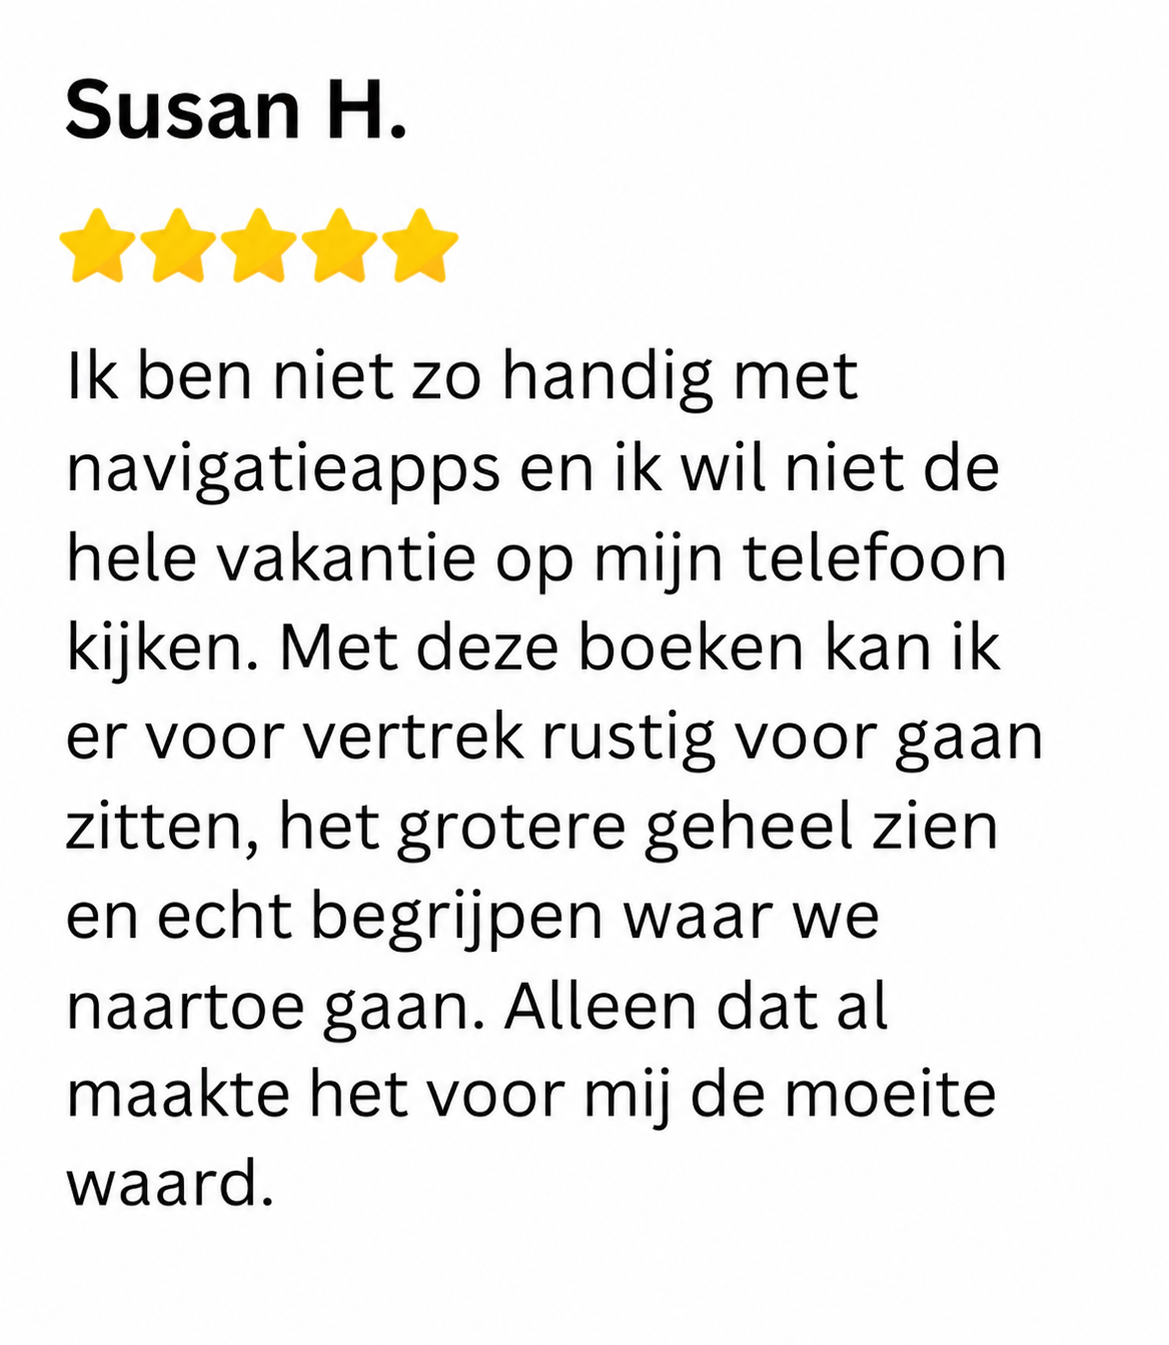 Susan H.
Ik ben niet zo handig met
navigatieapps en ik wil niet de
hele vakantie op mijn telefoon
kijken. Met deze boeken kan ik
er voor vertrek rustig voor gaan
zitten, het grotere geheel zien
en echt begrijpen waar we
naartoe gaan. Alleen dat al
maakte het voor mij de moeite
waard.